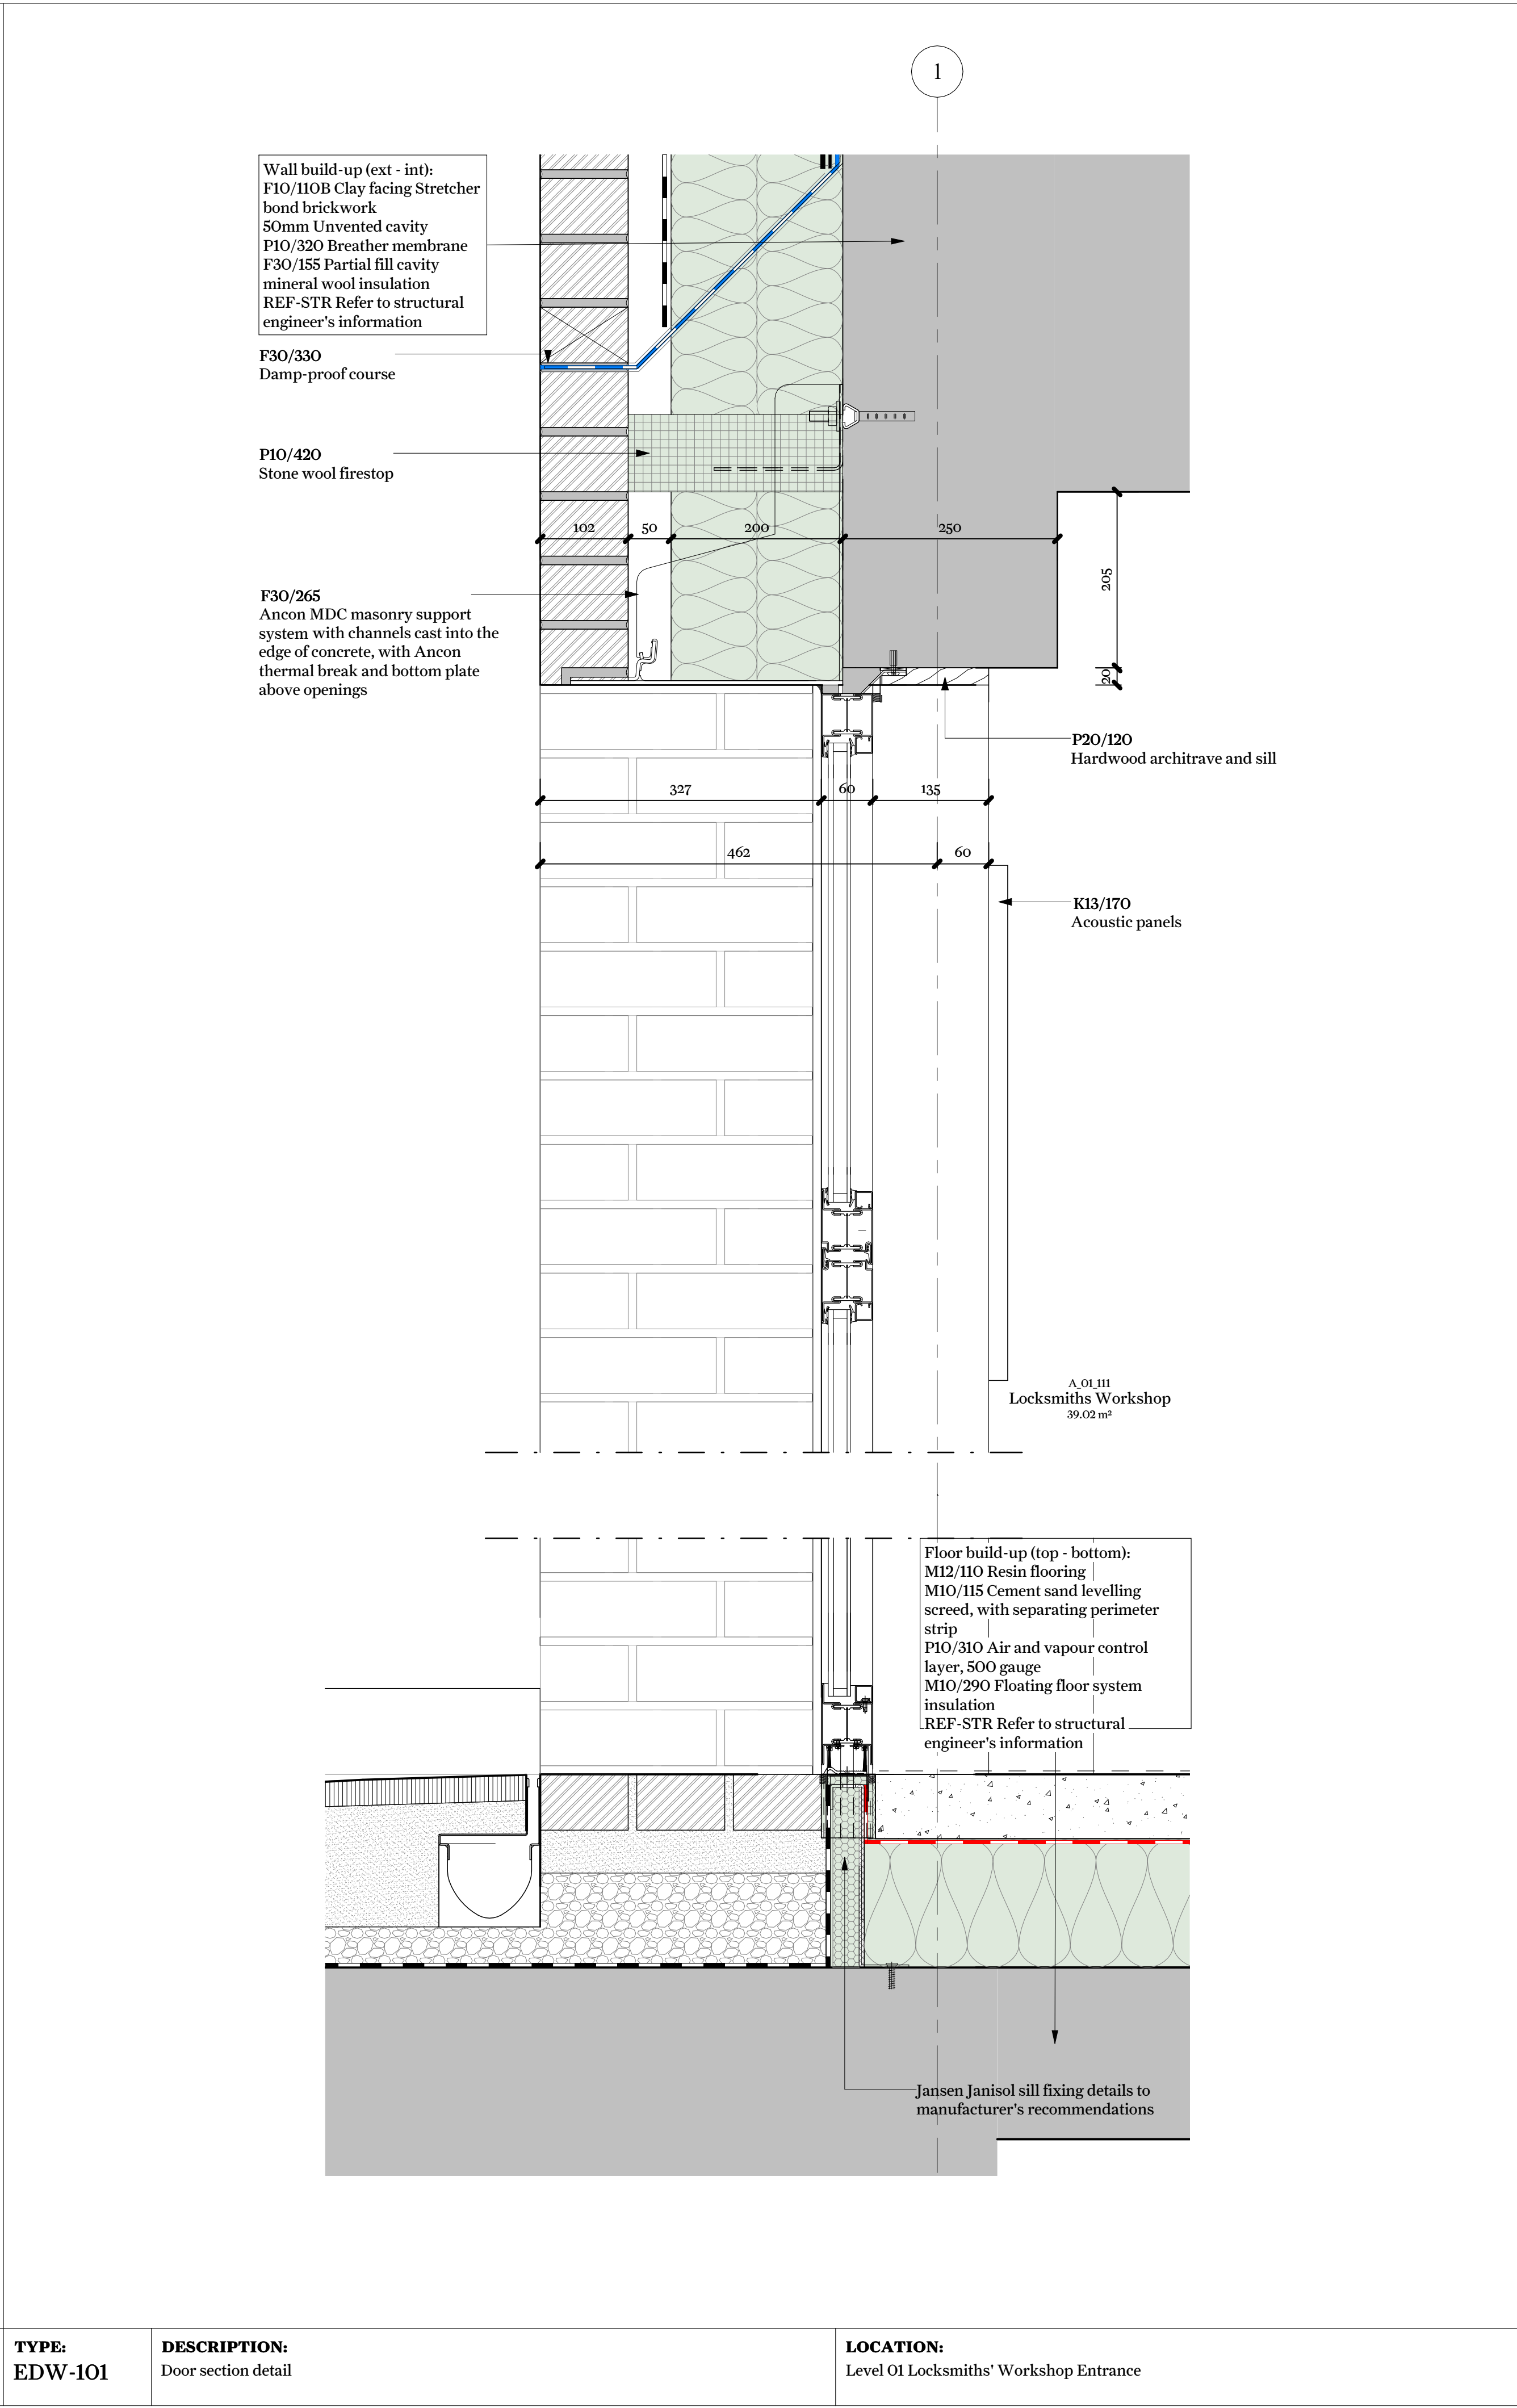 1
Wall build-up (ext - int):
F10/110B Clay facing Stretcher
bond brickwork
50mm Unvented cavity
P10/320 Breather membrane
F30/155 Partial fill cavity
mineral wool insulation
REF-STR Refer to structural
engineer's information
F30/330
Damp-proof course
P10/420
Stone wool firestop
102
50
200
250
205
20
F30/265
Ancon MDC masonry support
system with channels cast into the
edge of concrete, with Ancon
thermal break and bottom plate
above openings
P20/120
Hardwood architrave and sill
327
60
135
462
60
K13/170
Acoustic panels
A_01_111
Locksmiths Workshop
39.02 m²
Floor build-up (top - bottom):
M12/110 Resin flooring
M10/115 Cement sand levelling
screed, with separating perimeter
strip
P10/310 Air and vapour control
layer, 500 gauge
M10/290 Floating floor system
insulation
REF-STR Refer to structural
engineer's information
Jansen Janisol sill fixing details to
manufacturer's recommendations
TYPE:
EDW-101
DESCRIPTION:
Door section detail
LOCATION:
Level 01 Locksmiths' Workshop Entrance